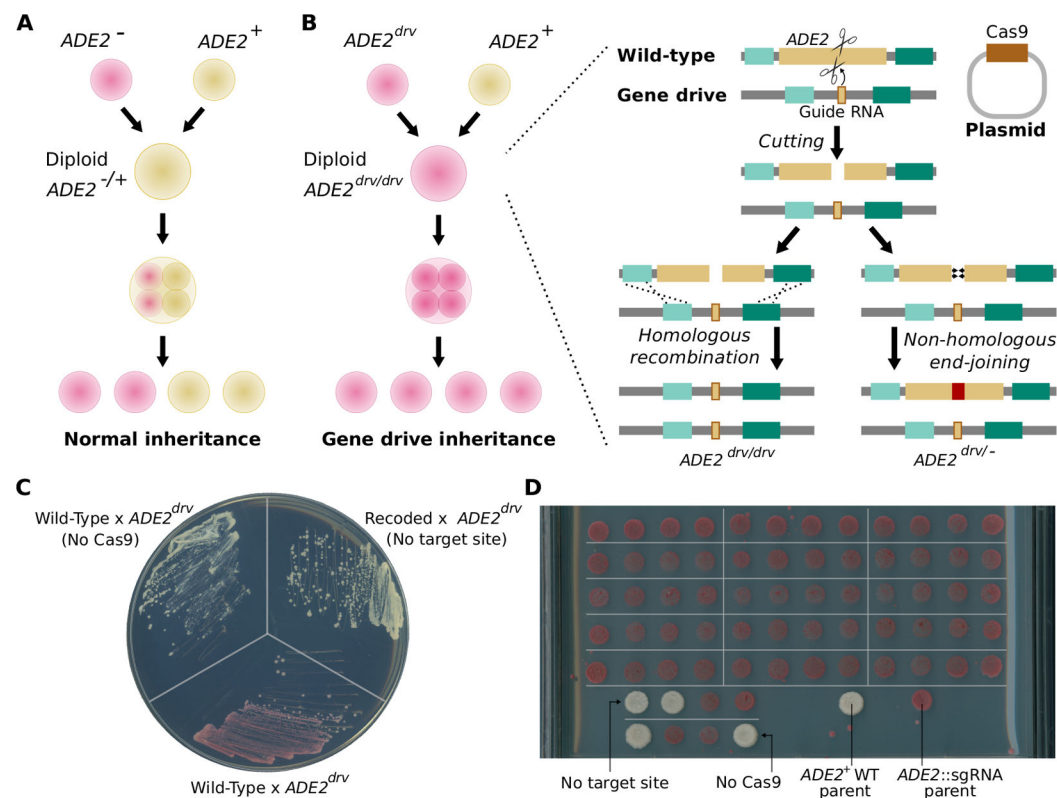 A
ADE2 -
ADE2 +
Diploid
ADE2 -/+
Normal inheritance
B
ADE2 drv
ADE2 +
Diploid
ADE2 drv/drv
Gene drive inheritance
Wild-type
ADE2
Gene drive
Guide RNA
Cas9
Plasmid
Cutting
Homologous
recombination
Non-homologous
end-joining
ADE2 drv/drv
ADE2 drv/-
C
Wild-Type x ADE2 drv
(No Cas9)
Recoded x ADE2 drv
(No target site)
Wild-Type x ADE2 drv
D
No target site
No Cas9
ADE2+ WT
parent
ADE2::sgRNA
parent